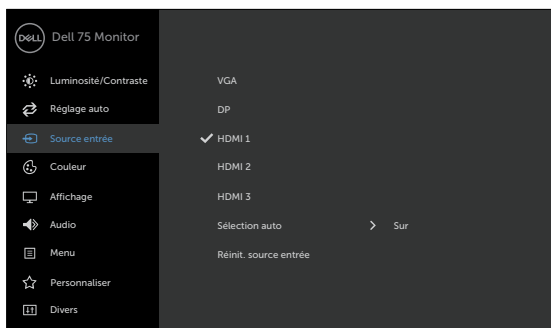 DELL Dell 75 Monitor
Luminosité/Contraste
Réglage auto
Source entrée
Couleur
Affichage
Audio
Menu
Personnaliser
Divers
VGA
DP
HDMI 1
HDMI 2
HDMI 3
Sélection auto > Sur
Réinit. source entrée